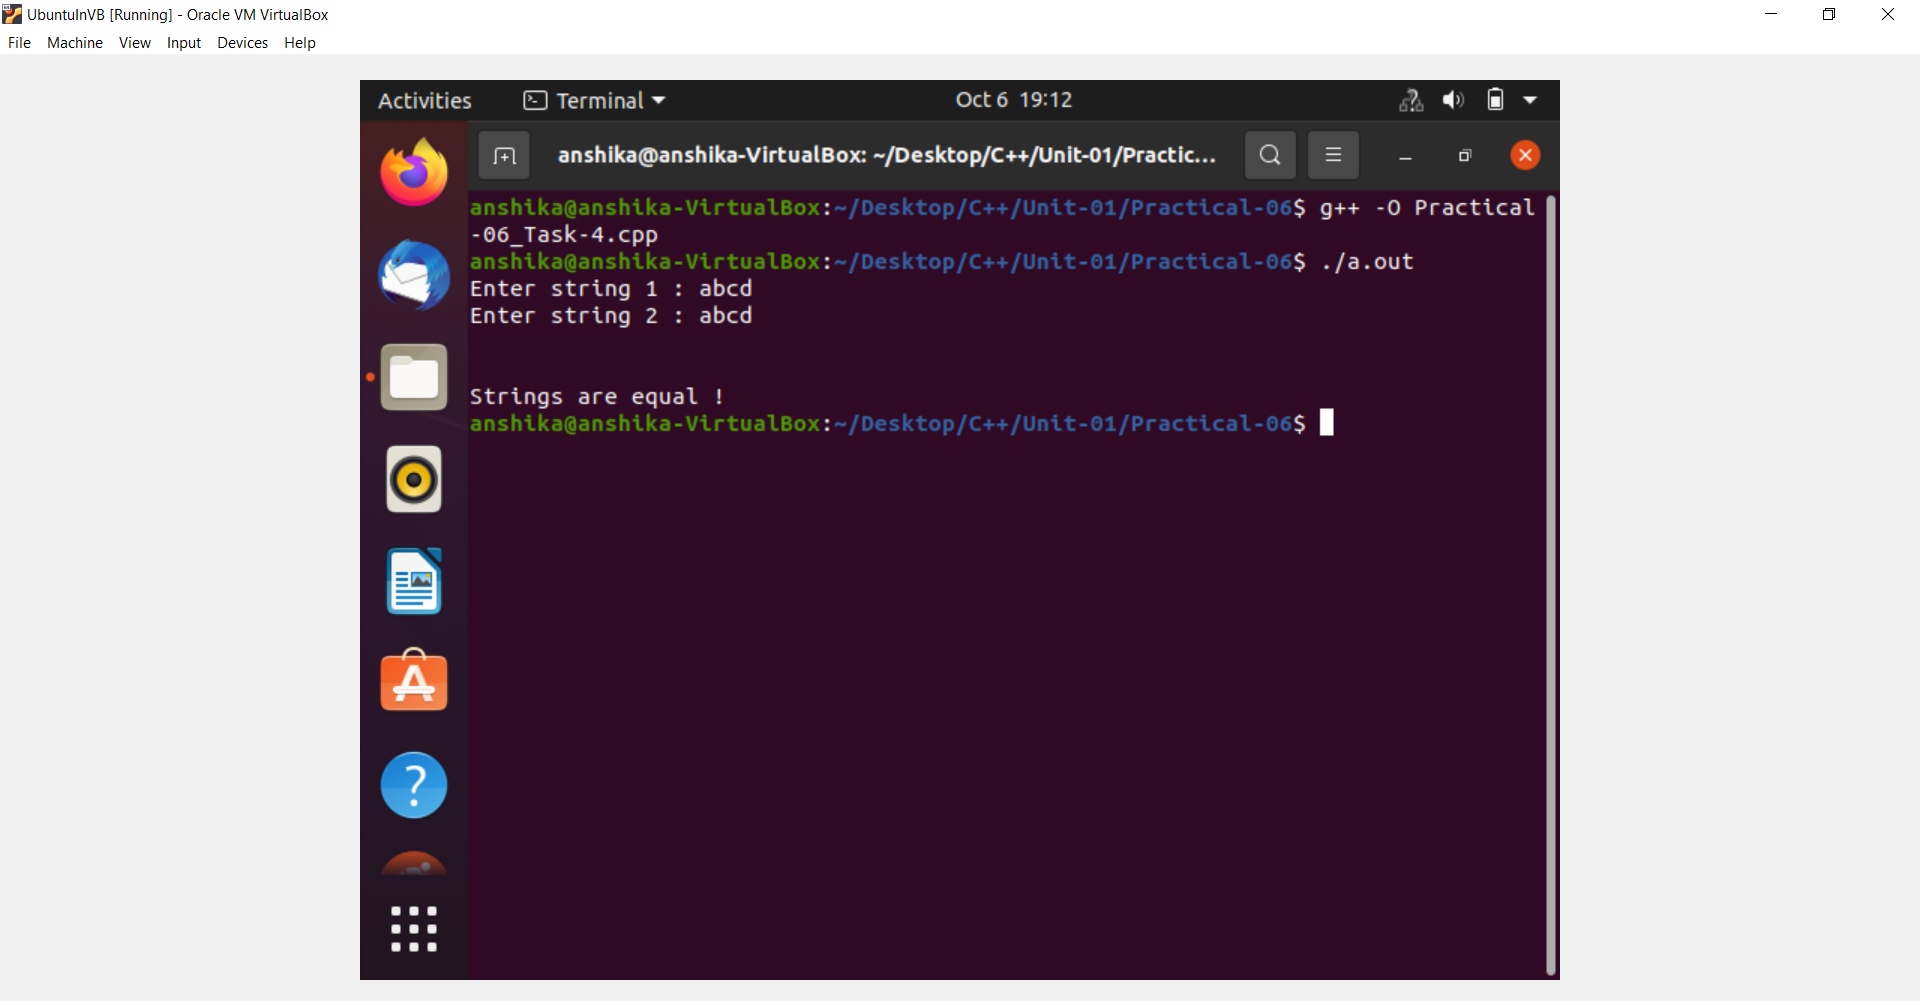 UbuntuInVB [Running] - Oracle VM VirtualBox
File Machine View Input Devices Help
Activities Terminal Oct 6 19:12
anshika@anshika-VirtualBox: ~/Desktop/C++/Unit-01/Practic...
anshika@anshika-VirtualBox:~/Desktop/C++/Unit-01/Practical-06$ g++ -O Practical
-06_Task-4.cpp
anshika@anshika-VirtualBox:~/Desktop/C++/Unit-01/Practical-06$ ./a.out
Enter string 1 : abcd
Enter string 2 : abcd
Strings are equal !
anshika@anshika-VirtualBox:~/Desktop/C++/Unit-01/Practical-06$